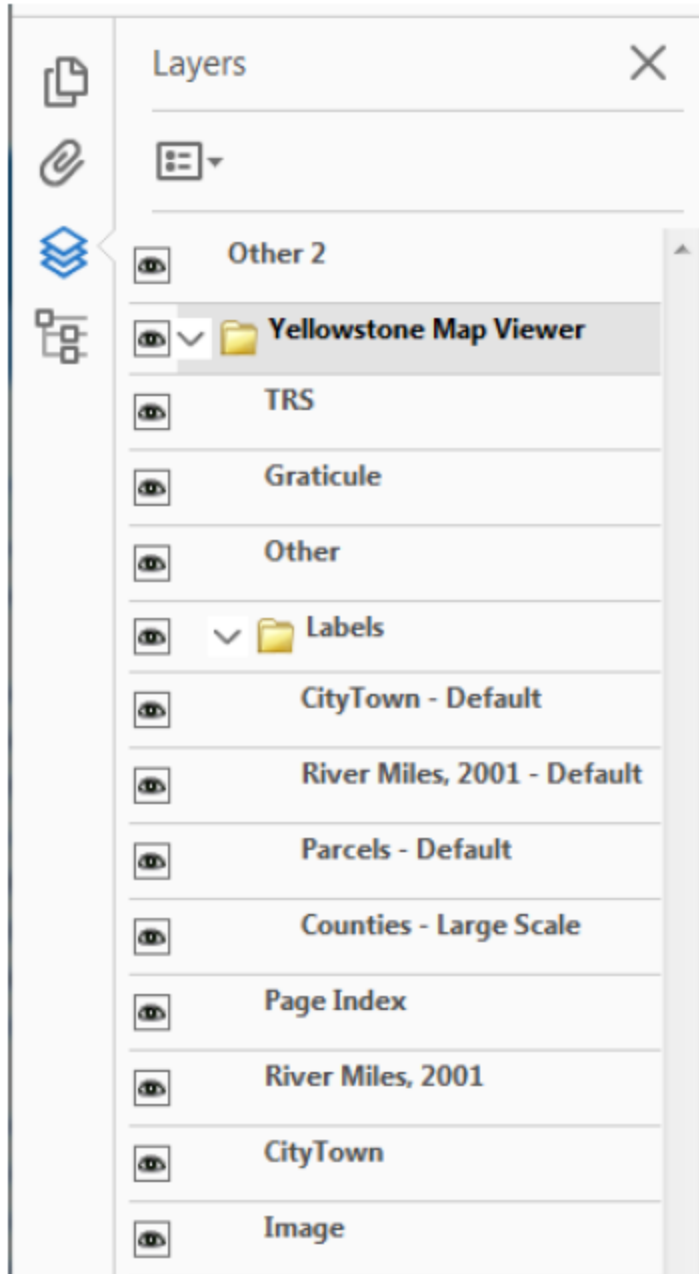 Layers
Other 2
Yellowstone Map Viewer
TRS
Graticule
Other
Labels
CityTown - Default
River Miles, 2001 - Default
Parcels - Default
Counties - Large Scale
Page Index
River Miles, 2001
CityTown
Image